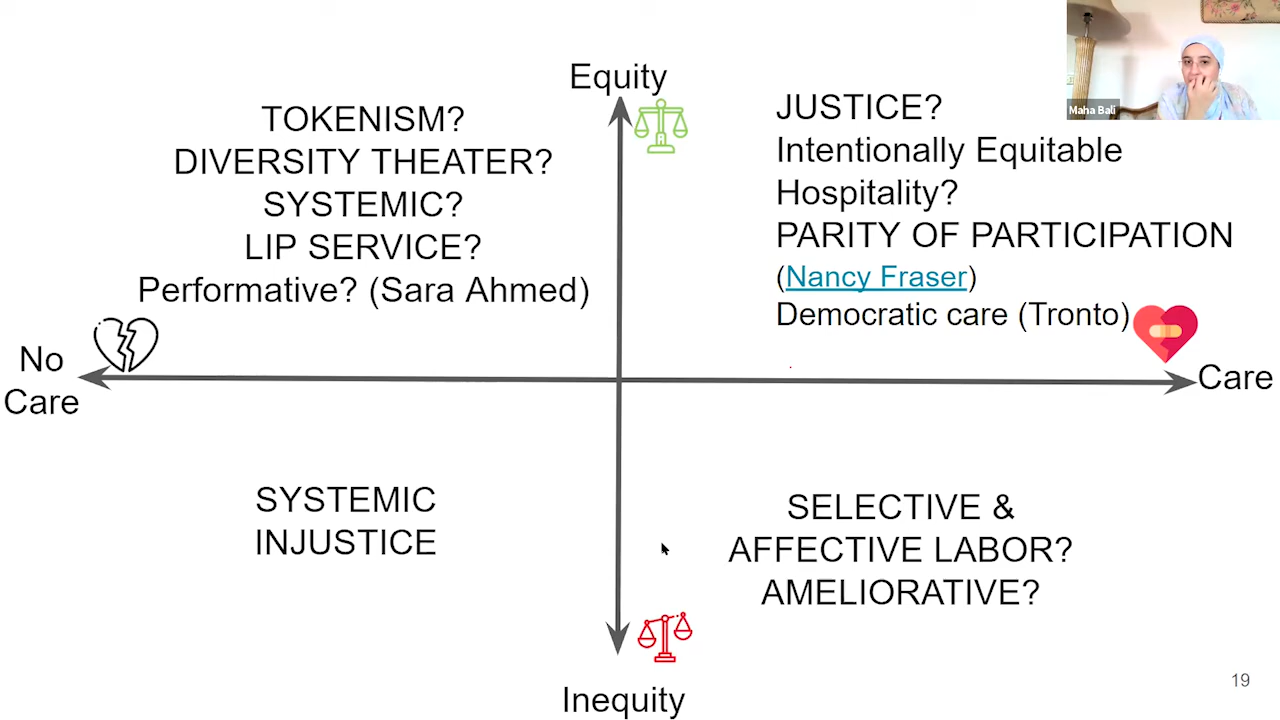 Maha Bali
Equity
TOKENISM?
DIVERSITY THEATER?
SYSTEMIC?
LIP SERVICE?
Performative? (Sara Ahmed)
JUSTICE?
Intentionally Equitable
Hospitality?
PARITY OF PARTICIPATION
(Nancy Fraser)
Democratic care (Tronto)
No
Care
Care
SYSTEMIC
INJUSTICE
SELECTIVE &
AFFECTIVE LABOR?
AMELIORATIVE?
Inequity
19